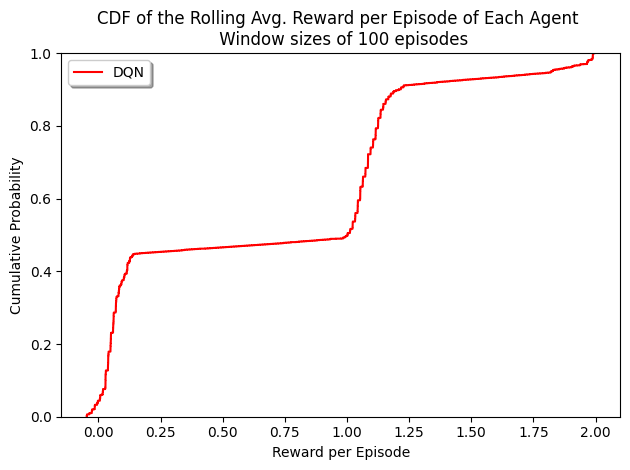 CDF of the Rolling Avg. Reward per Episode of Each Agent
Window sizes of 100 episodes
DQN
Cumulative Probability
1.0
0.8
0.6
0.4
0.2
0.0
0.00 0.25 0.50 0.75 1.00 1.25 1.50 1.75 2.00
Reward per Episode